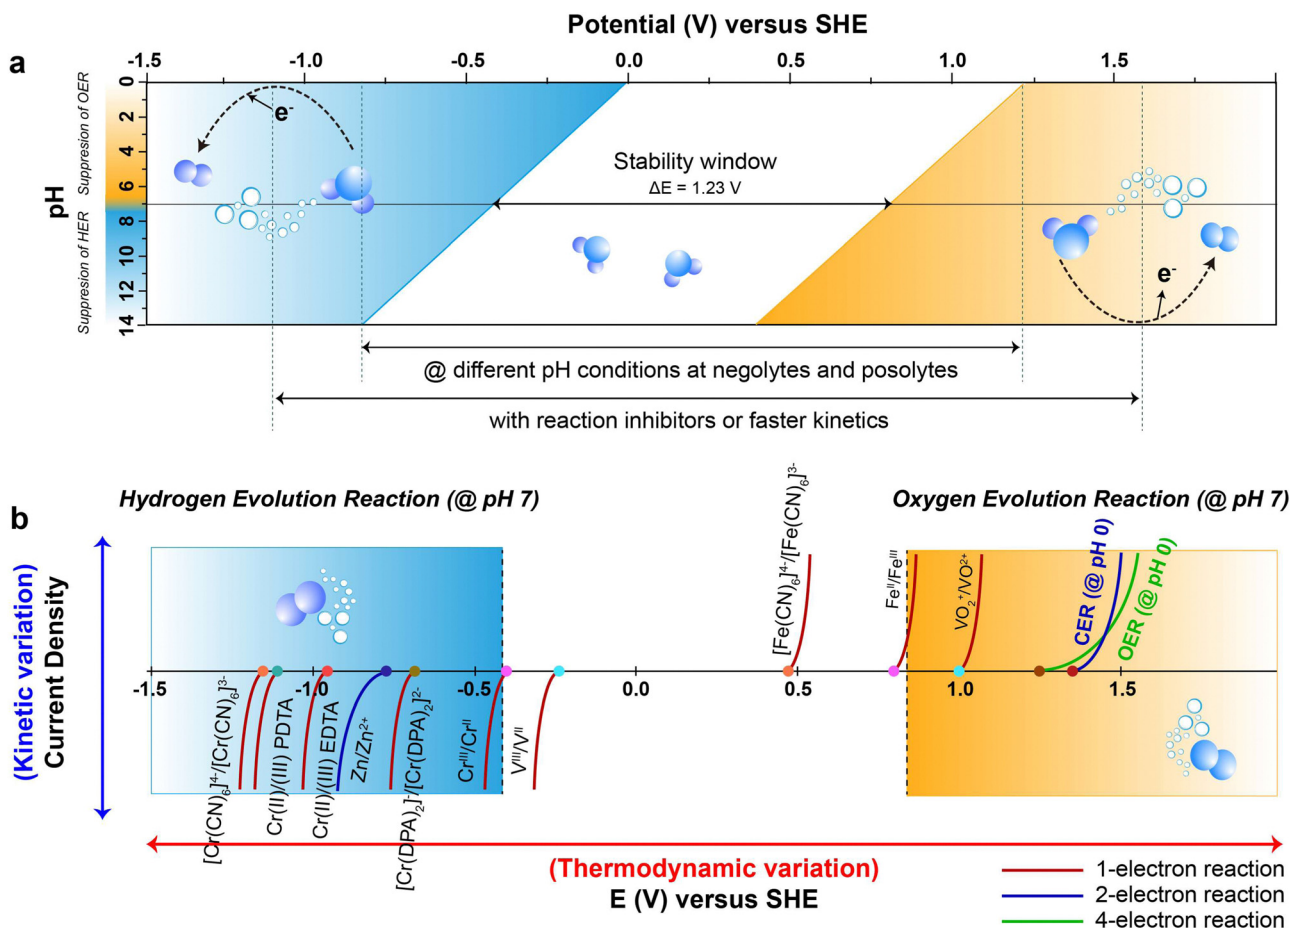 Potential (V) versus SHE
a
-1.5 -1.0 -0.5 0.0 0.5 1.0 1.5
pH
Suppresion of OER
Suppresion of HER
0
2
4
6
8
10
12
14
e-
Stability window
ΔE = 1.23 V
e-
@ different pH conditions at negolytes and posolytes
with reaction inhibitors or faster kinetics
b
Hydrogen Evolution Reaction (@ pH 7)
Oxygen Evolution Reaction (@ pH 7)
(Kinetic variation)
Current Density
[Fe(CN)6]4-/[Fe(CN)6]3-
FeII/FeIII
VO2+/VO2+
CER (@ pH 0)
OER (@ pH 0)
-1.5 -1.0 -0.5 0.0 0.5 1.0 1.5
[Cr(CN)6]4-/[Cr(CN)6]3-
Cr(II)/(III) PDTA
Cr(II)/(III) EDTA
Zn/Zn2+
[Cr(DPA)2]-/[Cr(DPA)2]2-
CrIII/CrII
VIII/VII
(Thermodynamic variation)
E (V) versus SHE
1-electron reaction
2-electron reaction
4-electron reaction